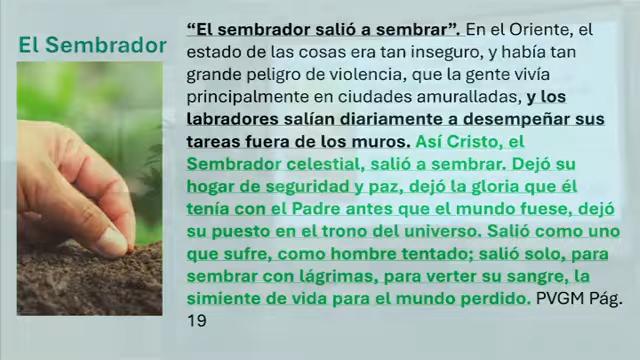 El Sembrador
“El sembrador salió a sembrar”. En el Oriente, el
estado de las cosas era tan inseguro, y había tan
grande peligro de violencia, que la gente vivía
principalmente en ciudades amuralladas, y los
labradores salían diariamente a desempeñar sus
tareas fuera de los muros. Así Cristo, el
Sembrador celestial, salió a sembrar. Dejó su
hogar de seguridad y paz, dejó la gloria que él
tenía con el Padre antes que el mundo fuese, dejó
su puesto en el trono del universo. Salió como uno
que sufre, como hombre tentado; salió solo, para
sembrar con lágrimas, para verter su sangre, la
simiente de vida para el mundo perdido. PVGM Pág.
19